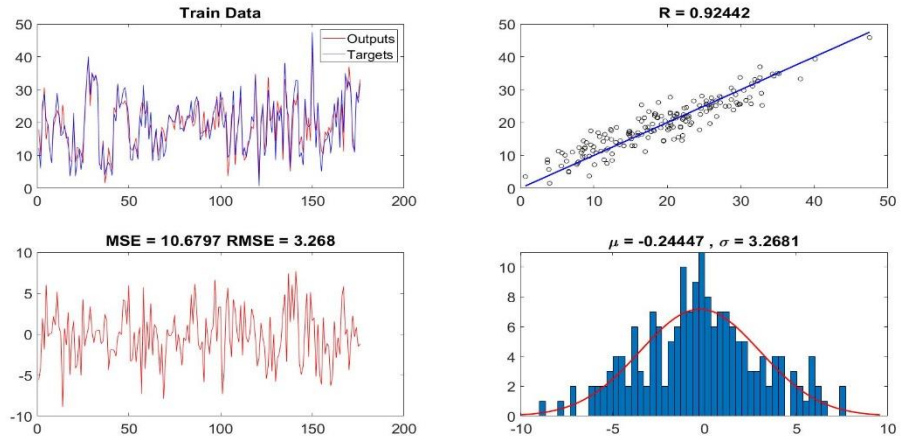 Train Data
50
40
30
20
10
0
0 50 100 150 200
Outputs
Targets
R = 0.92442
50
40
30
20
10
0
0 10 20 30 40 50
MSE = 10.6797 RMSE = 3.268
10
5
0
-5
-10
0 50 100 150 200
μ = -0.24447 , σ = 3.2681
10
8
6
4
2
0
-10 -5 0 5 10